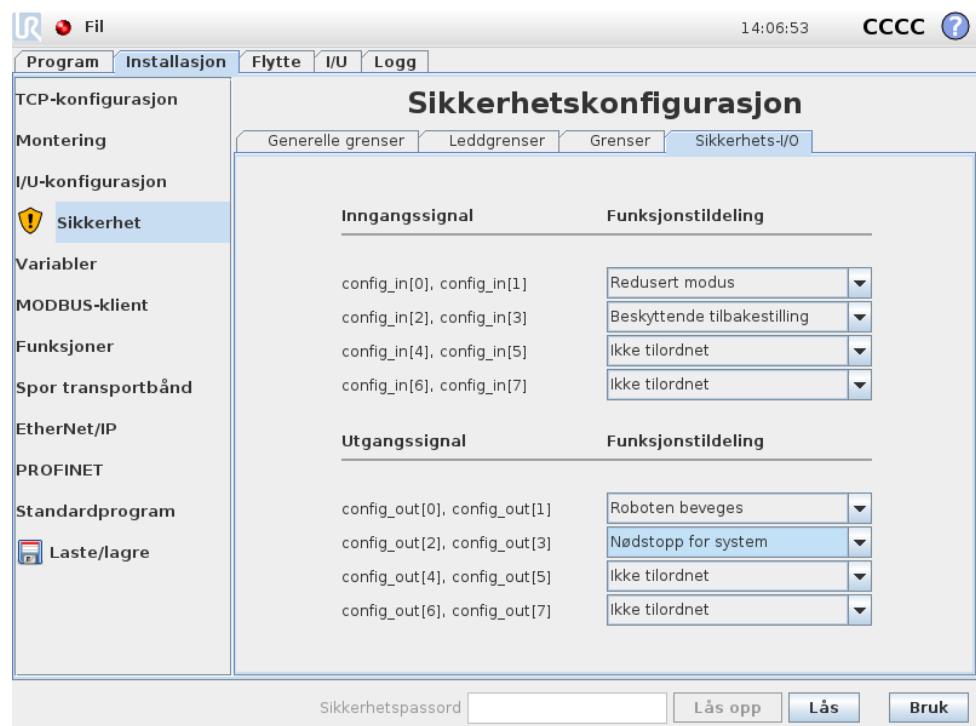 UR Fil 14:06:53 CCCC ?
Program Installasjon Flytte I/U Logg
TCP-konfigurasjon
Montering
I/U-konfigurasjon
Sikkerhet
Variabler
MODBUS-klient
Funksjoner
Spor transportbånd
EtherNet/IP
PROFINET
Standardprogram
Laste/lagre
Sikkerhetskonfigurasjon
Generelle grenser Leddgrenser Grenser Sikkerhets-I/O
Inngangssignal Funksjonstildeling
config_in[0], config_in[1] Redusert modus
config_in[2], config_in[3] Beskyttende tilbakestilling
config_in[4], config_in[5] Ikke tilordnet
config_in[6], config_in[7] Ikke tilordnet
Utgangssignal Funksjonstildeling
config_out[0], config_out[1] Roboten beveges
config_out[2], config_out[3] Nødstopp for system
config_out[4], config_out[5] Ikke tilordnet
config_out[6], config_out[7] Ikke tilordnet
Sikkerhetspassord Lås opp Lås Bruk